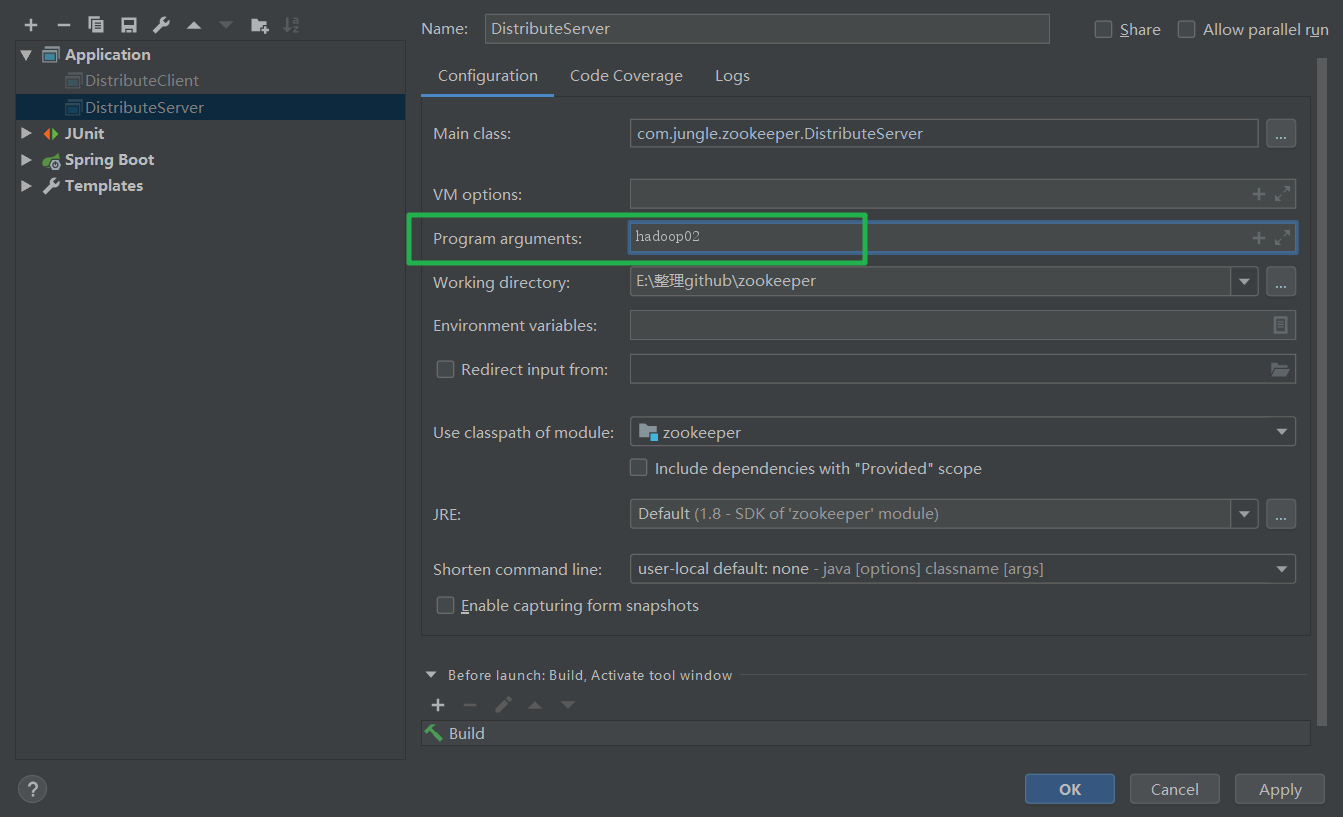 Name: DistributeServer Share Allow parallel run
Application
DistributeClient
DistributeServer
JUnit
Spring Boot
Templates
Configuration Code Coverage Logs
Main class: com.jungle.zookeeper.DistributeServer ...
VM options:
Program arguments: hadoop02
Working directory: E:\整理github\zookeeper ...
Environment variables:
Redirect input from:
Use classpath of module: zookeeper
Include dependencies with "Provided" scope
JRE: Default (1.8 - SDK of 'zookeeper' module) ...
Shorten command line: user-local default: none - java [options] classname [args]
Enable capturing form snapshots
Before launch: Build, Activate tool window
Build
? OK Cancel Apply